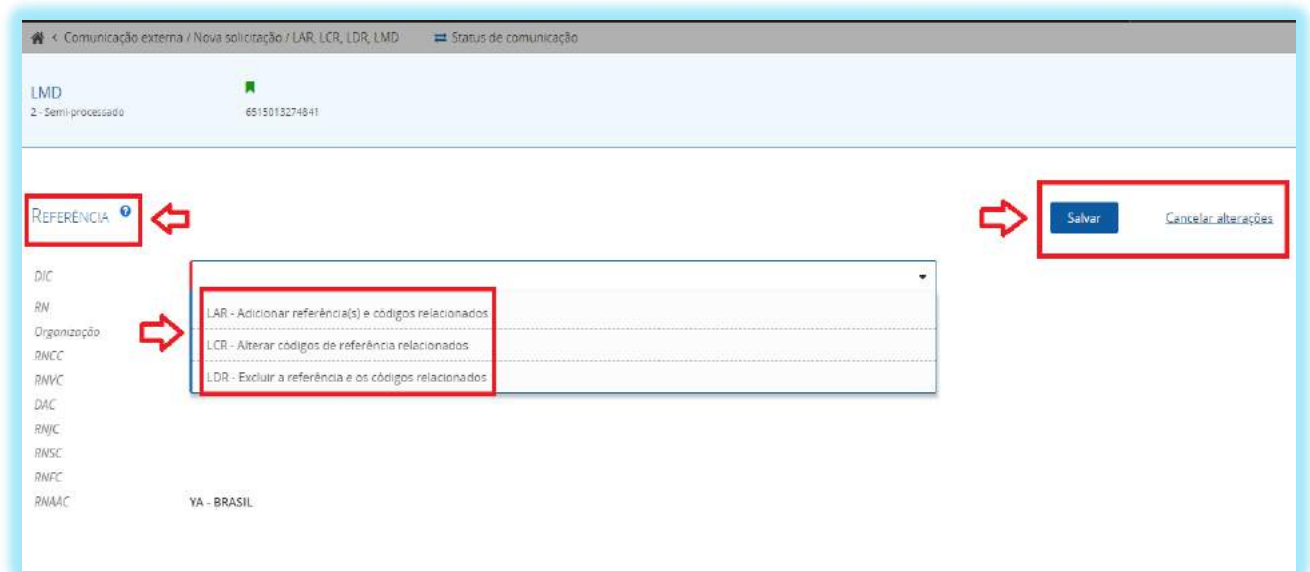 < Comunicação externa / Nova solicitação / LAR, LCR, LDR, LMD Status de comunicação
LMD
2 - Semi-processado 6515013274841
REFERÊNCIA ?
Salvar Cancelar alterações
DIC
LAR - Adicionar referência(s) e códigos relacionados
LCR - Alterar códigos de referência relacionados
LDR - Excluir a referência e os códigos relacionados
RN
Organização
RNCC
RNVC
DAC
RNJC
RNSC
RNFC
RNAAC YA - BRASIL